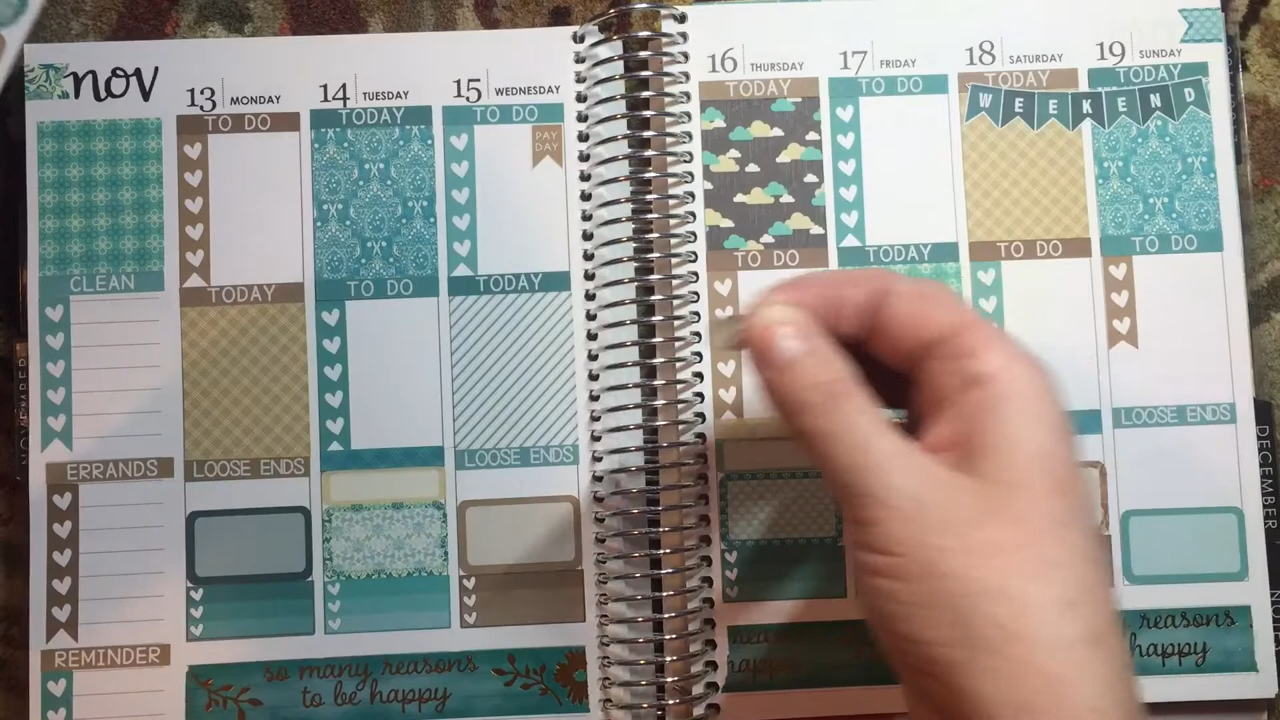 nov
13 MONDAY
14 TUESDAY
15 WEDNESDAY
16 THURSDAY
17 FRIDAY
18 SATURDAY
19 SUNDAY
TO DO
TODAY
TO DO
TODAY
TO DO
TODAY
TODAY
WEEKEND
PAY
DAY
CLEAN
TODAY
TO DO
TODAY
TO DO
TODAY
TO DO
TO DO
ERRANDS
LOOSE ENDS
LOOSE ENDS
LOOSE ENDS
REMINDER
so many reasons
to be happy
happy
reasons
happy
NOVEMBER
DECEMBER